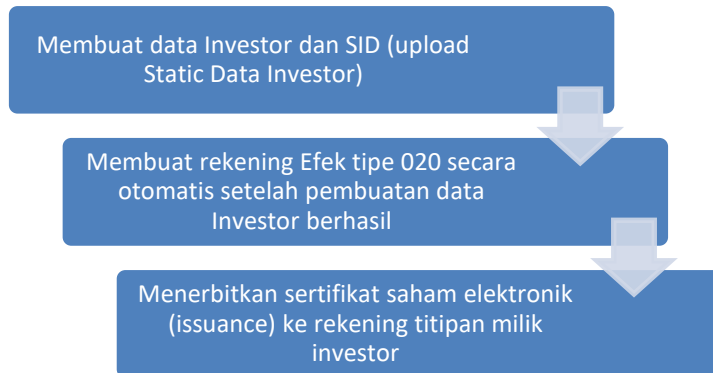 Membuat data Investor dan SID (upload
Static Data Investor)
Membuat rekening Efek tipe 020 secara
otomatis setelah pembuatan data
Investor berhasil
Menerbitkan sertifikat saham elektronik
(issuance) ke rekening titipan milik
investor